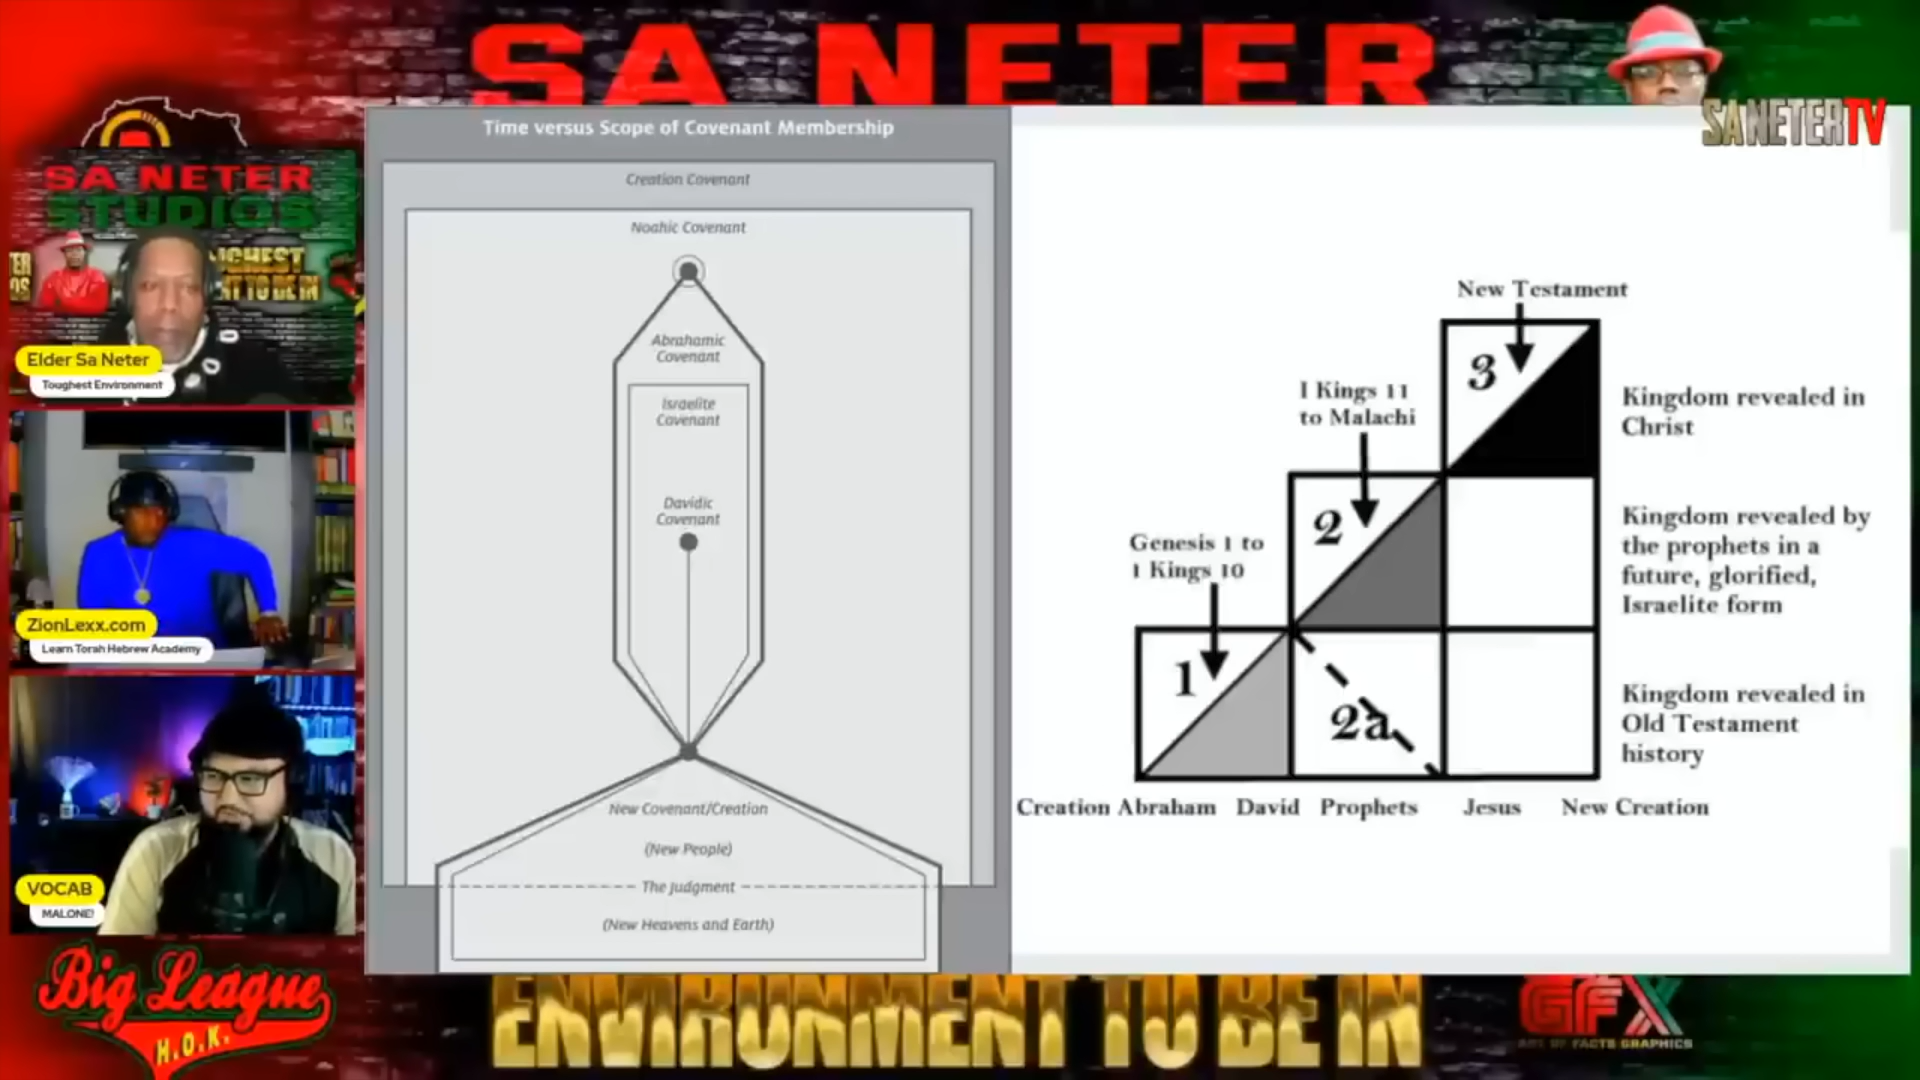 SA NETER
SANETERTV
SA NETER
STUDIOS
Elder Sa Neter
Toughest Environment
ZionLexx.com
Learn Torah Hebrew Academy
VOCAB
MALONE!
Big League
H.O.K.
Time versus Scope of Covenant Membership
Creation Covenant
Noahic Covenant
Abrahamic
Covenant
Israelite
Covenant
Davidic
Covenant
New Covenant/Creation
(New People)
The Judgment
(New Heavens and Earth)
New Testament
3
I Kings 11
to Malachi
Kingdom revealed in
Christ
2
Genesis 1 to
1 Kings 10
Kingdom revealed by
the prophets in a
future, glorified,
Israelite form
1
2a
Kingdom revealed in
Old Testament
history
Creation Abraham David Prophets Jesus New Creation
ENVIRONMENT TO BE IN
GFX
ART OF FACTS GRAPHICS